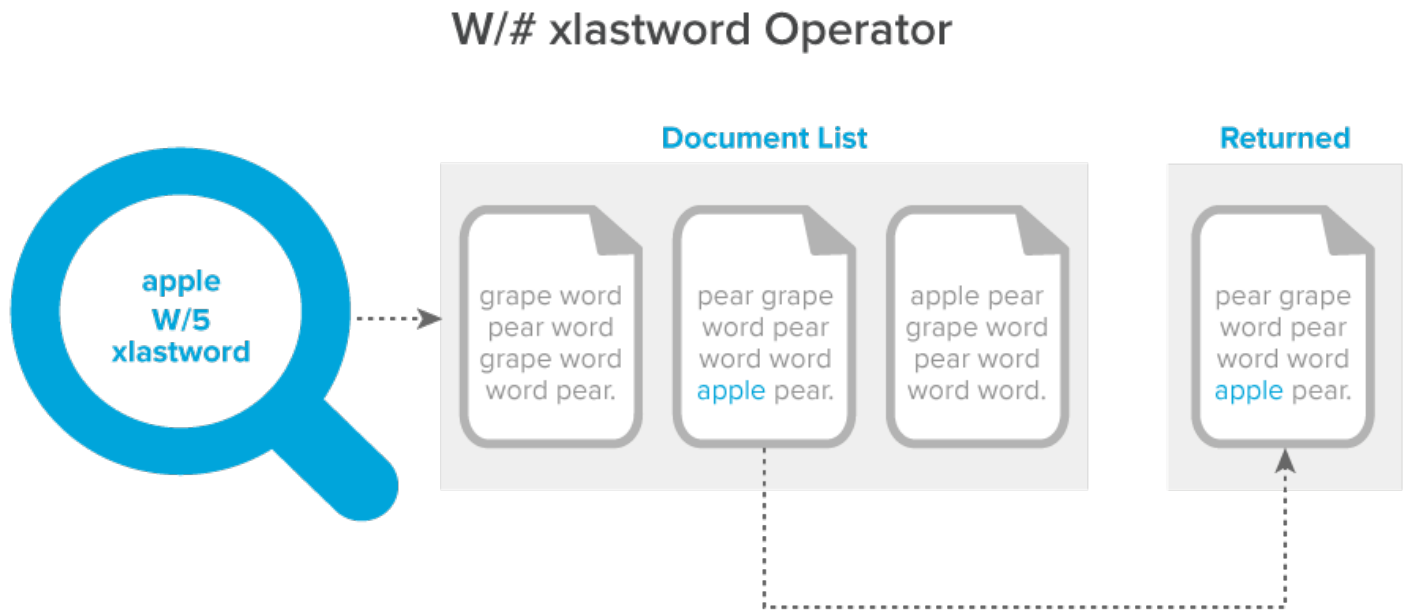 W/# xlastword Operator
Document List
Returned
apple
W/5
xlastword
grape word
pear word
grape word
word pear.
pear grape
word pear
word word
apple pear.
apple pear
grape word
pear word
word word.
pear grape
word pear
word word
apple pear.